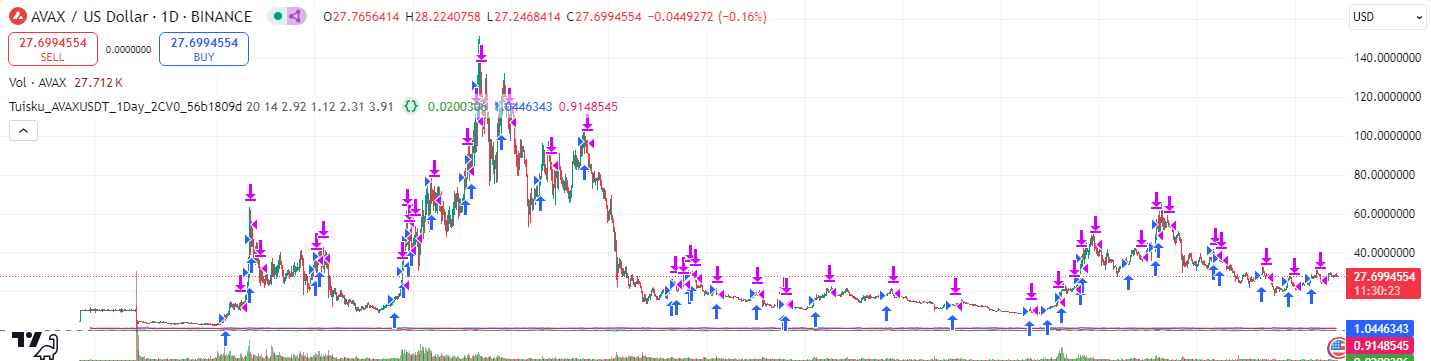 AVAX / US Dollar · 1D · BINANCE
O27.7656414 H28.2240758 L27.2468414 C27.6994554 −0.0449272 (−0.16%)
USD
27.6994554
SELL
0.0000000
27.6994554
BUY
Vol · AVAX 27.712 K
Tuisku_AVAXUSDT_1Day_2CV0_56b1809d 20 14 2.92 1.12 2.31 3.91 {} 0.0200306 1.0446343 0.9148545
140.0000000
120.0000000
100.0000000
80.0000000
60.0000000
40.0000000
27.6994554
11:30:23
1.0446343
0.9148545